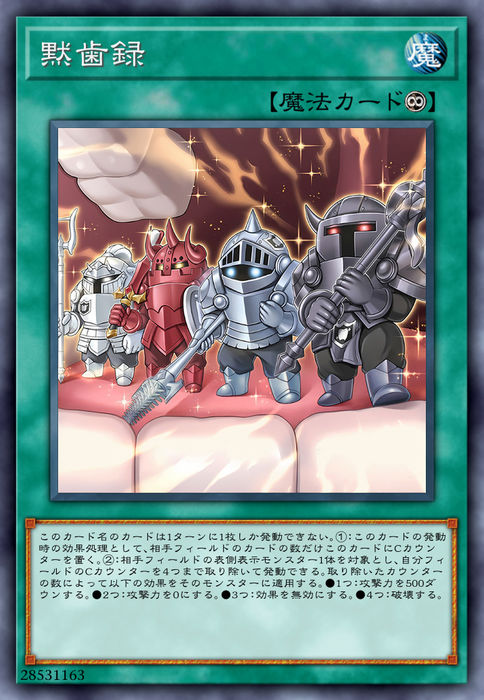 黙歯録
魔
【魔法カード♾】
このカード名のカードは1ターンに1枚しか発動できない。①:このカードの発動
時の効果処理として、相手フィールドのカードの数だけこのカードにCカウン
ターを置く。②:相手フィールドの表側表示モンスター1体を対象とし、自分フィ
ールドのCカウンターを4つまで取り除いて発動できる。取り除いたカウンター
の数によって以下の効果をそのモンスターに適用する。●1つ:攻撃力を500ダ
ウンする。●2つ:攻撃力を0にする。●3つ:効果を無効にする。●4つ:破壊する。
28531163